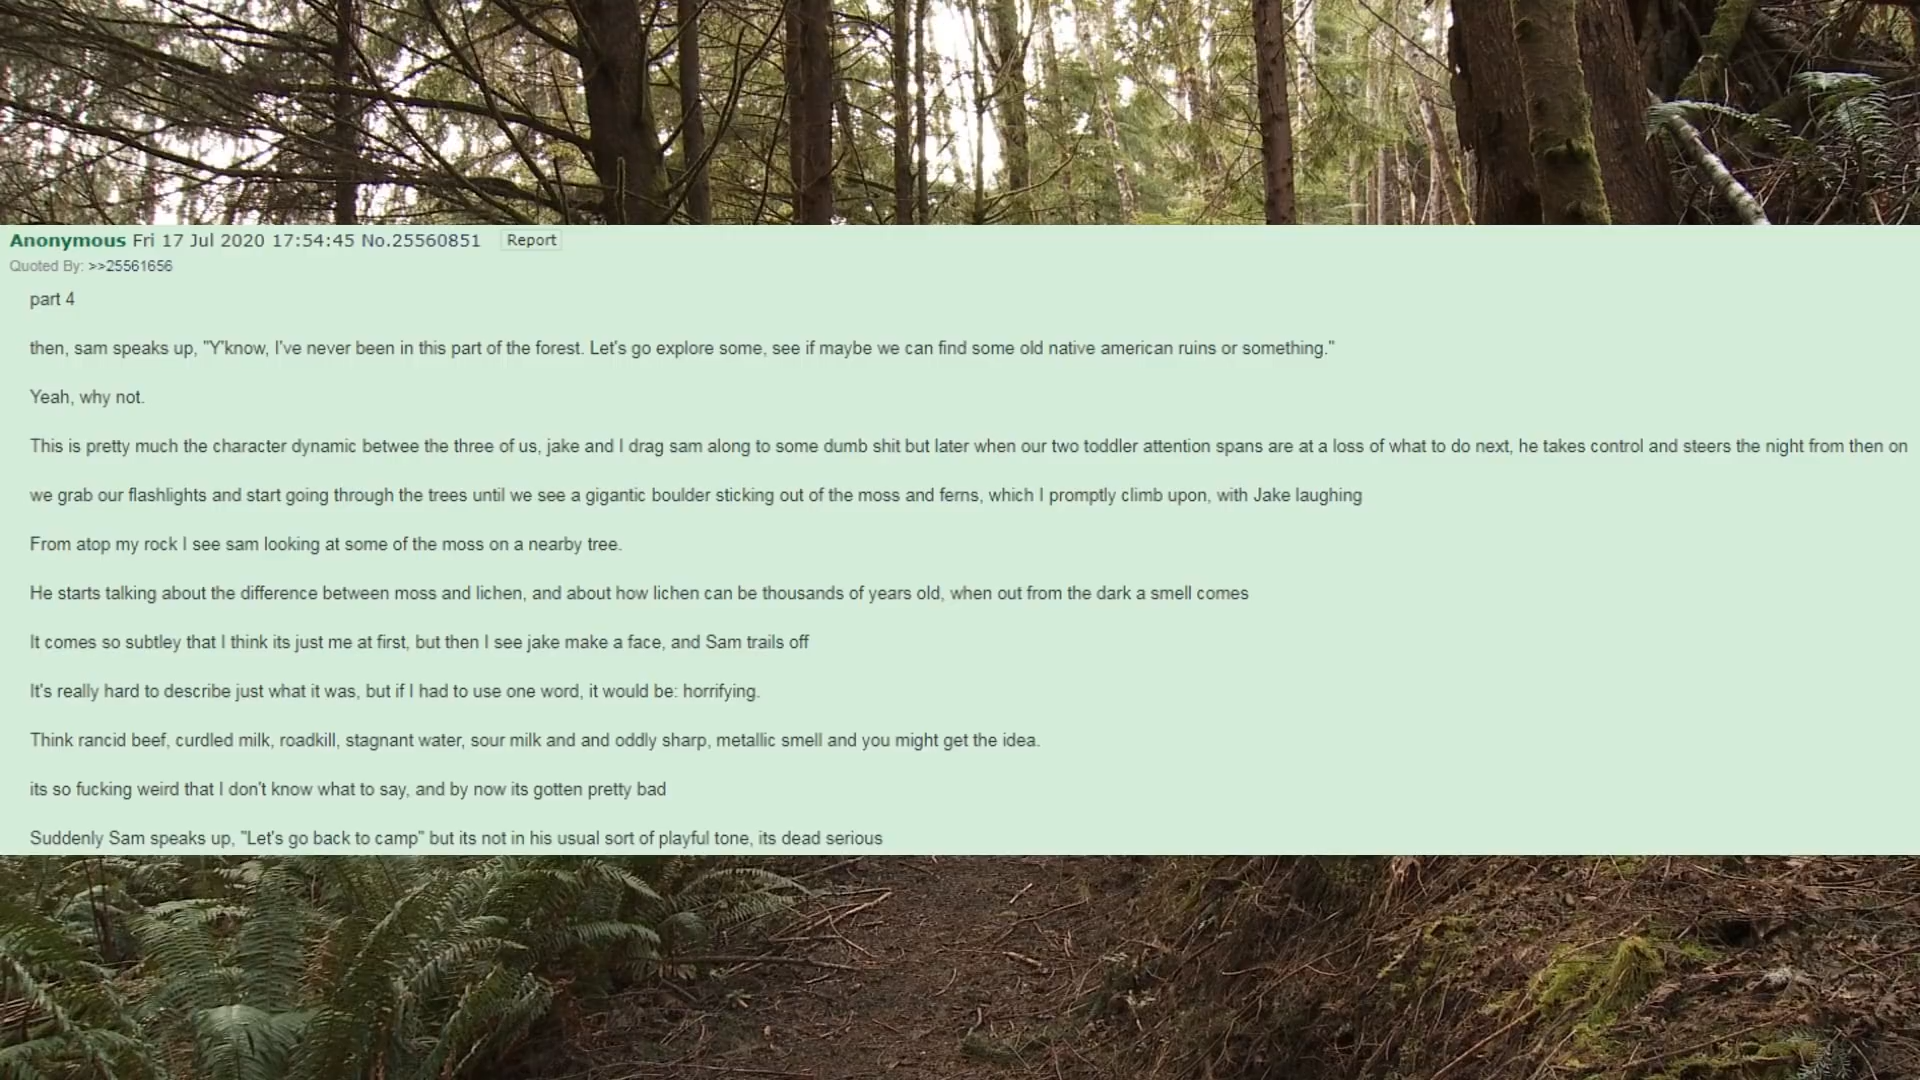 Anonymous Fri 17 Jul 2020 17:54:45 No.25560851 Report
Quoted By: >>25561656
part 4
then, sam speaks up, "Y'know, I've never been in this part of the forest. Let's go explore some, see if maybe we can find some old native american ruins or something."
Yeah, why not.
This is pretty much the character dynamic betwee the three of us, jake and I drag sam along to some dumb shit but later when our two toddler attention spans are at a loss of what to do next, he takes control and steers the night from then on
we grab our flashlights and start going through the trees until we see a gigantic boulder sticking out of the moss and ferns, which I promptly climb upon, with Jake laughing
From atop my rock I see sam looking at some of the moss on a nearby tree.
He starts talking about the difference between moss and lichen, and about how lichen can be thousands of years old, when out from the dark a smell comes
It comes so subtley that I think its just me at first, but then I see jake make a face, and Sam trails off
It's really hard to describe just what it was, but if I had to use one word, it would be: horrifying.
Think rancid beef, curdled milk, roadkill, stagnant water, sour milk and and oddly sharp, metallic smell and you might get the idea.
its so fucking weird that I don't know what to say, and by now its gotten pretty bad
Suddenly Sam speaks up, "Let's go back to camp" but its not in his usual sort of playful tone, its dead serious